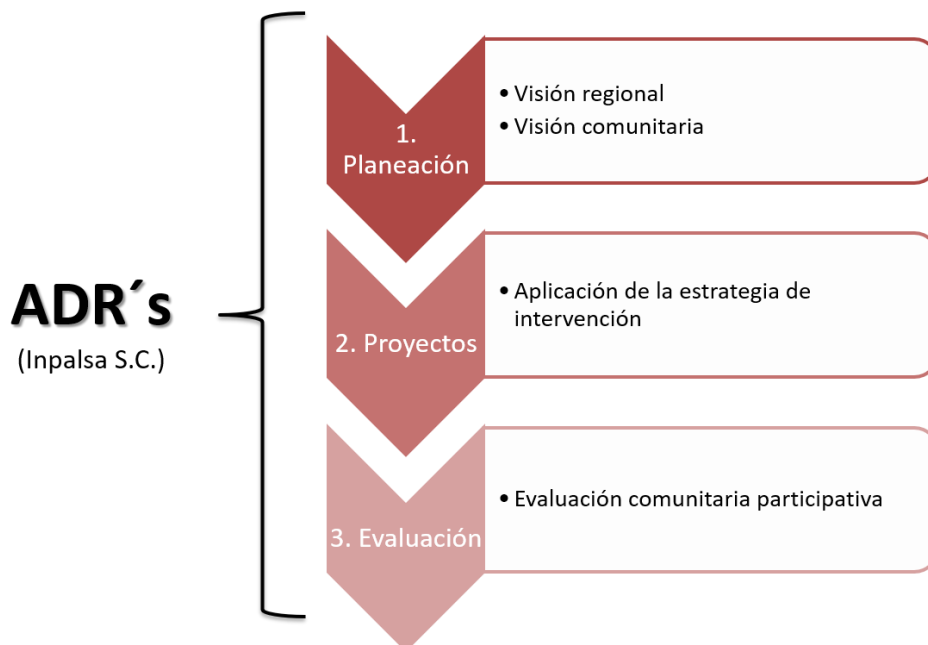 ADR´s
(Inpalsa S.C.)
1.
Planeación
• Visión regional
• Visión comunitaria
2. Proyectos
• Aplicación de la estrategia de
intervención
3. Evaluación
• Evaluación comunitaria participativa